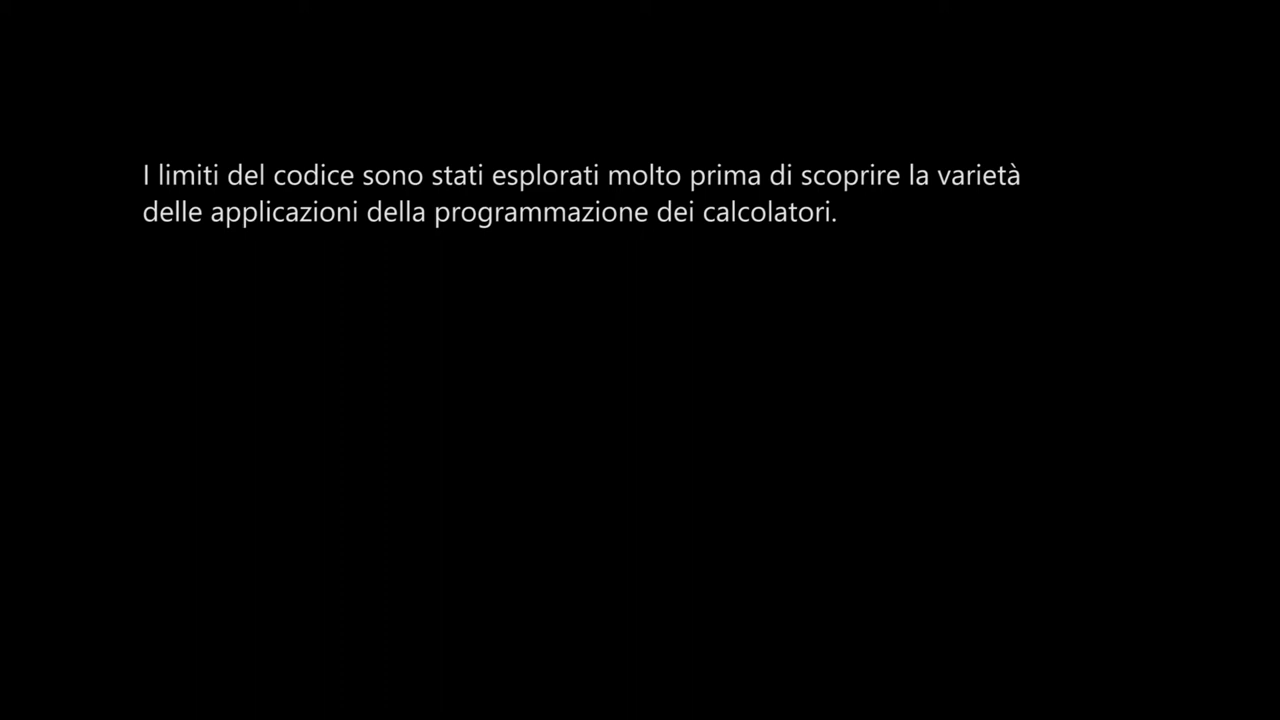 I limiti del codice sono stati esplorati molto prima di scoprire la varietà
delle applicazioni della programmazione dei calcolatori.